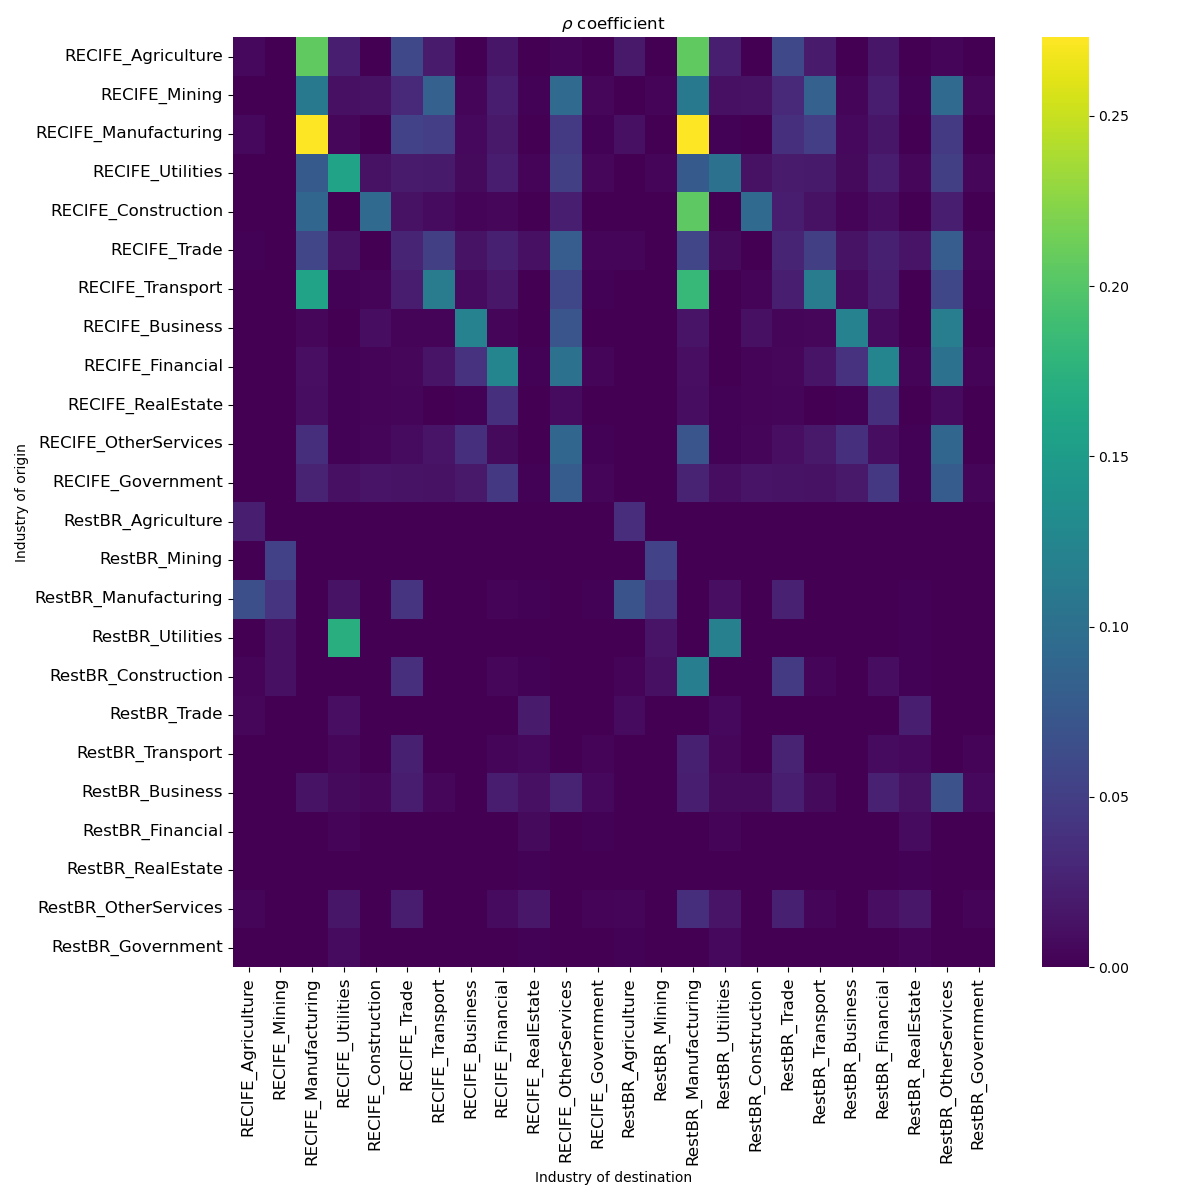 ρ coefficient
Industry of origin
RECIFE_Agriculture
RECIFE_Mining
RECIFE_Manufacturing
RECIFE_Utilities
RECIFE_Construction
RECIFE_Trade
RECIFE_Transport
RECIFE_Business
RECIFE_Financial
RECIFE_RealEstate
RECIFE_OtherServices
RECIFE_Government
RestBR_Agriculture
RestBR_Mining
RestBR_Manufacturing
RestBR_Utilities
RestBR_Construction
RestBR_Trade
RestBR_Transport
RestBR_Business
RestBR_Financial
RestBR_RealEstate
RestBR_OtherServices
RestBR_Government
RECIFE_Agriculture
RECIFE_Mining
RECIFE_Manufacturing
RECIFE_Utilities
RECIFE_Construction
RECIFE_Trade
RECIFE_Transport
RECIFE_Business
RECIFE_Financial
RECIFE_RealEstate
RECIFE_OtherServices
RECIFE_Government
RestBR_Agriculture
RestBR_Mining
RestBR_Manufacturing
RestBR_Utilities
RestBR_Construction
RestBR_Trade
RestBR_Transport
RestBR_Business
RestBR_Financial
RestBR_RealEstate
RestBR_OtherServices
RestBR_Government
Industry of destination
0.25
0.20
0.15
0.10
0.05
0.00